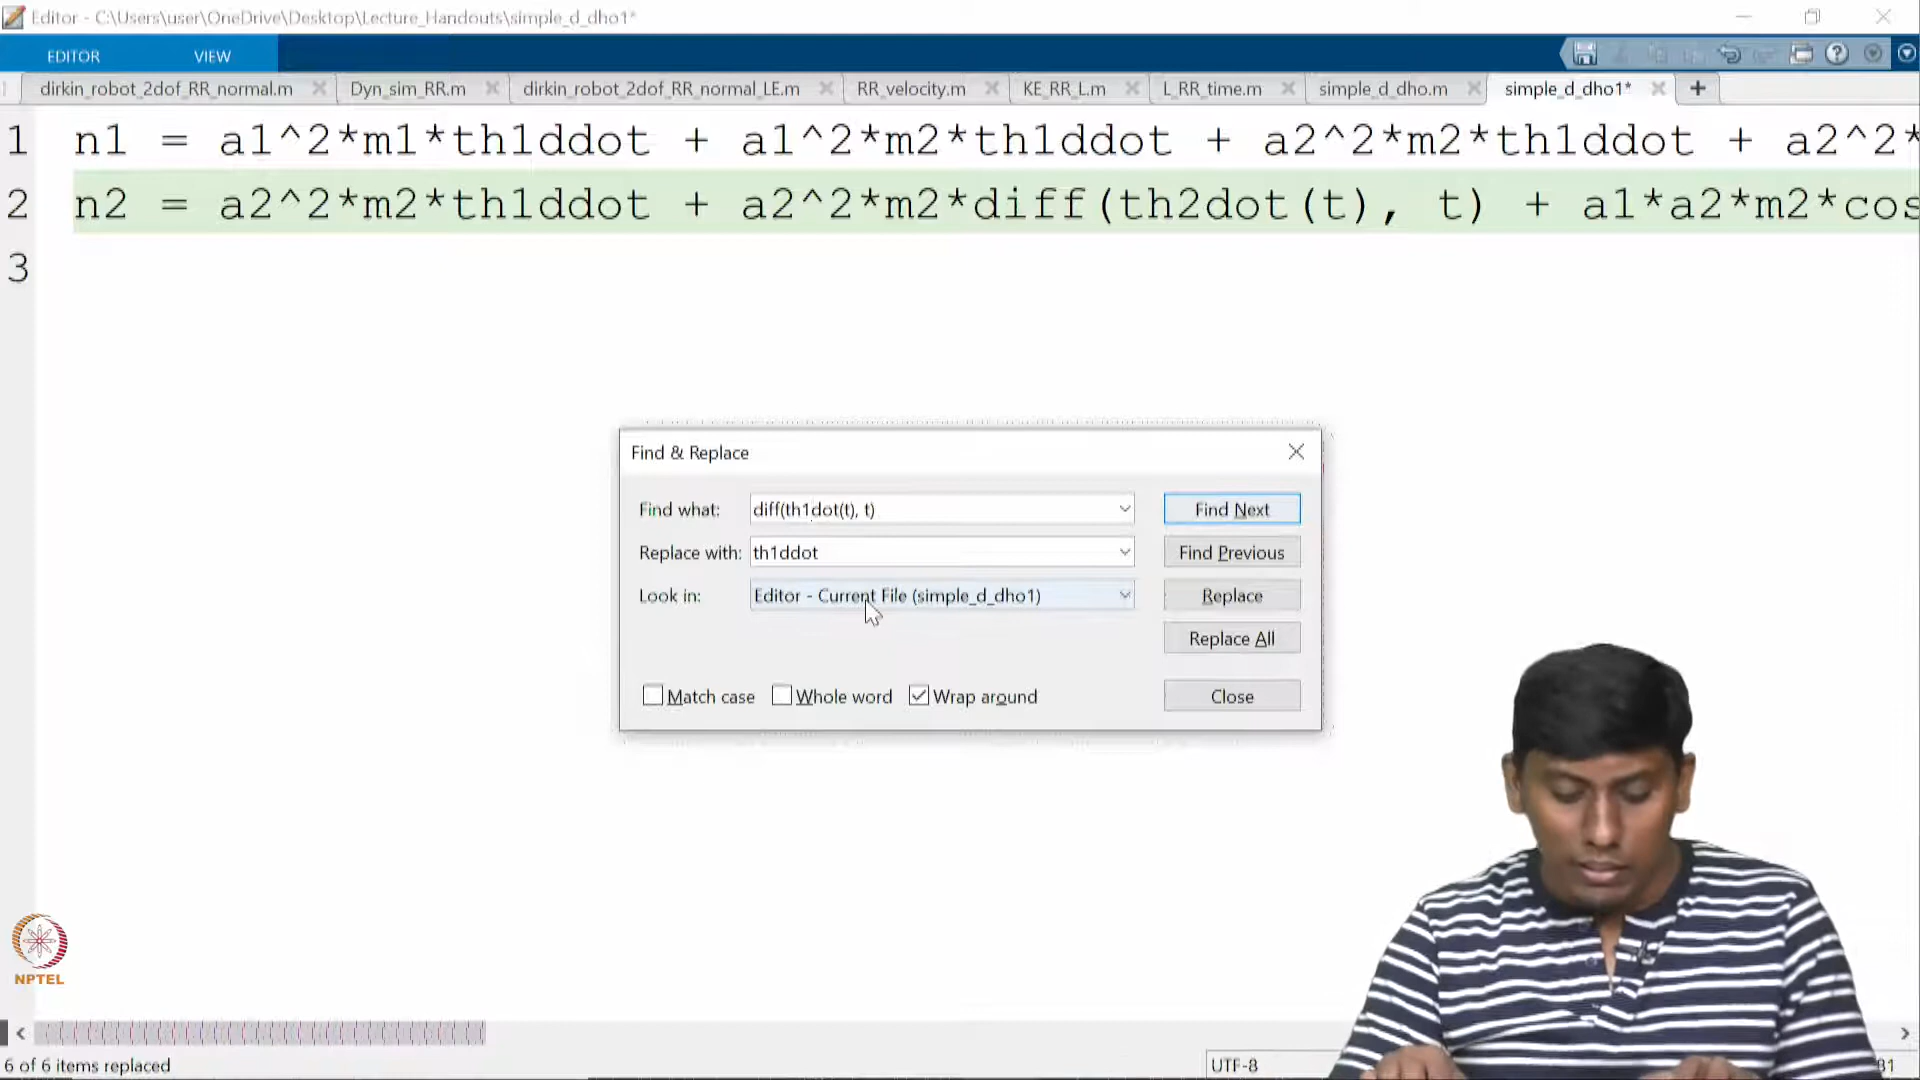 Editor - C:\Users\user\OneDrive\Desktop\Lecture_Handouts\simple_d_dho1*
EDITOR VIEW
dirkin_robot_2dof_RR_normal.m Dyn_sim_RR.m dirkin_robot_2dof_RR_normal_LE.m RR_velocity.m KE_RR_L.m L_RR_time.m simple_d_dho.m simple_d_dho1* +
1 n1 = a1^2*m1*th1ddot + a1^2*m2*th1ddot + a2^2*m2*th1ddot + a2^2*
2 n2 = a2^2*m2*th1ddot + a2^2*m2*diff(th2dot(t), t) + a1*a2*m2*cos
3
Find & Replace
Find what: diff(th1dot(t), t) Find Next
Replace with: th1ddot Find Previous
Look in: Editor - Current File (simple_d_dho1) Replace
Replace All
Match case Whole word Wrap around Close
NPTEL
6 of 6 items replaced UTF-8 81